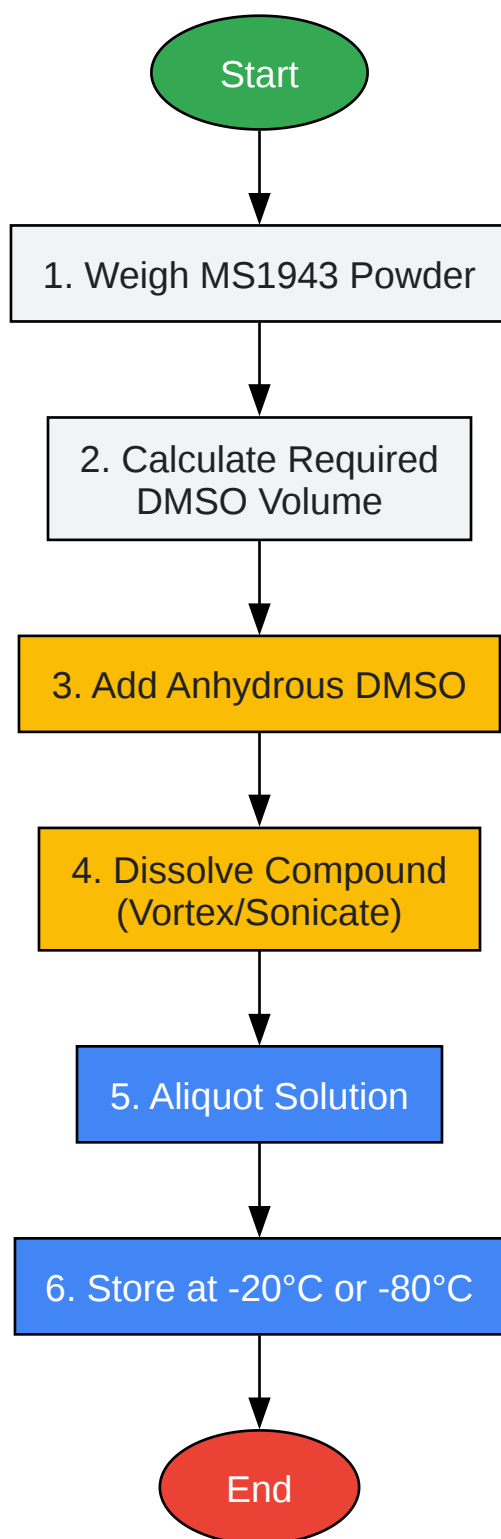 Start
1. Weigh MS1943 Powder
2. Calculate Required
DMSO Volume
3. Add Anhydrous DMSO
4. Dissolve Compound
(Vortex/Sonicate)
5. Aliquot Solution
6. Store at -20°C or -80°C
End